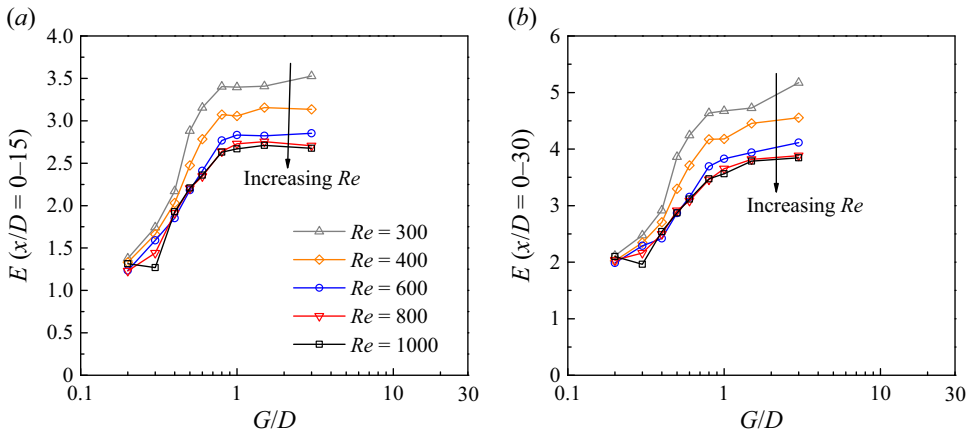 (a)
4.0
3.5
3.0
2.5
2.0
1.5
1.0
0.5
0
E (x/D = 0–15)
Increasing Re
Re = 300
Re = 400
Re = 600
Re = 800
Re = 1000
0.1
1
10
30
G/D
(b)
6
5
4
3
2
1
0
E (x/D = 0–30)
Increasing Re
0.1
1
10
30
G/D